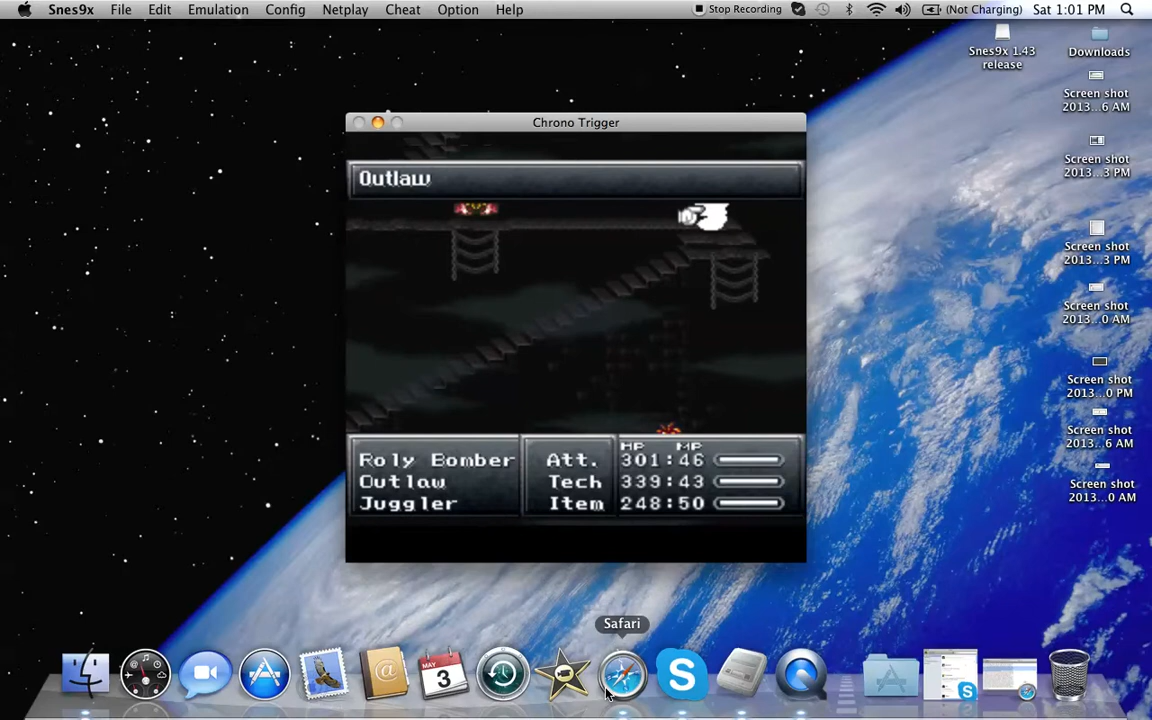 Snes9x File Edit Emulation Config Netplay Cheat Option Help Stop Recording (Not Charging) Sat 1:01 PM
Snes9x 1.43
release
Downloads
Screen shot
2013...6 AM
Screen shot
2013...3 PM
Screen shot
2013...3 PM
Screen shot
2013...0 AM
Screen shot
2013...0 PM
Screen shot
2013...6 AM
Screen shot
2013...0 AM
Chrono Trigger
Outlaw
HP MP
Roly Bomber Att. 301:46
Outlaw Tech 339:43
Juggler Item 248:50
Safari
MAY
3